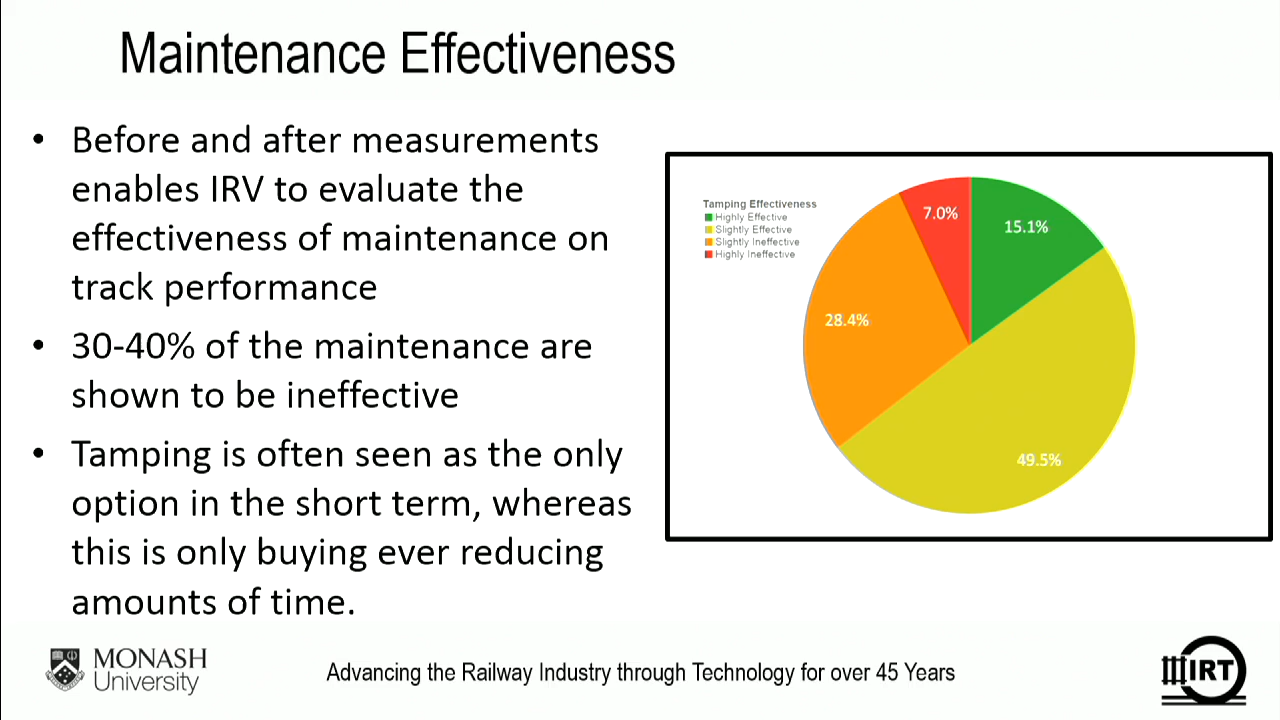 Maintenance Effectiveness
• Before and after measurements
enables IRV to evaluate the
effectiveness of maintenance on
track performance
• 30-40% of the maintenance are
shown to be ineffective
• Tamping is often seen as the only
option in the short term, whereas
this is only buying ever reducing
amounts of time.
Tamping Effectiveness
Highly Effective
Slightly Effective
Slightly Ineffective
Highly Ineffective
7.0%
15.1%
28.4%
49.5%
MONASH
University
Advancing the Railway Industry through Technology for over 45 Years
IRT